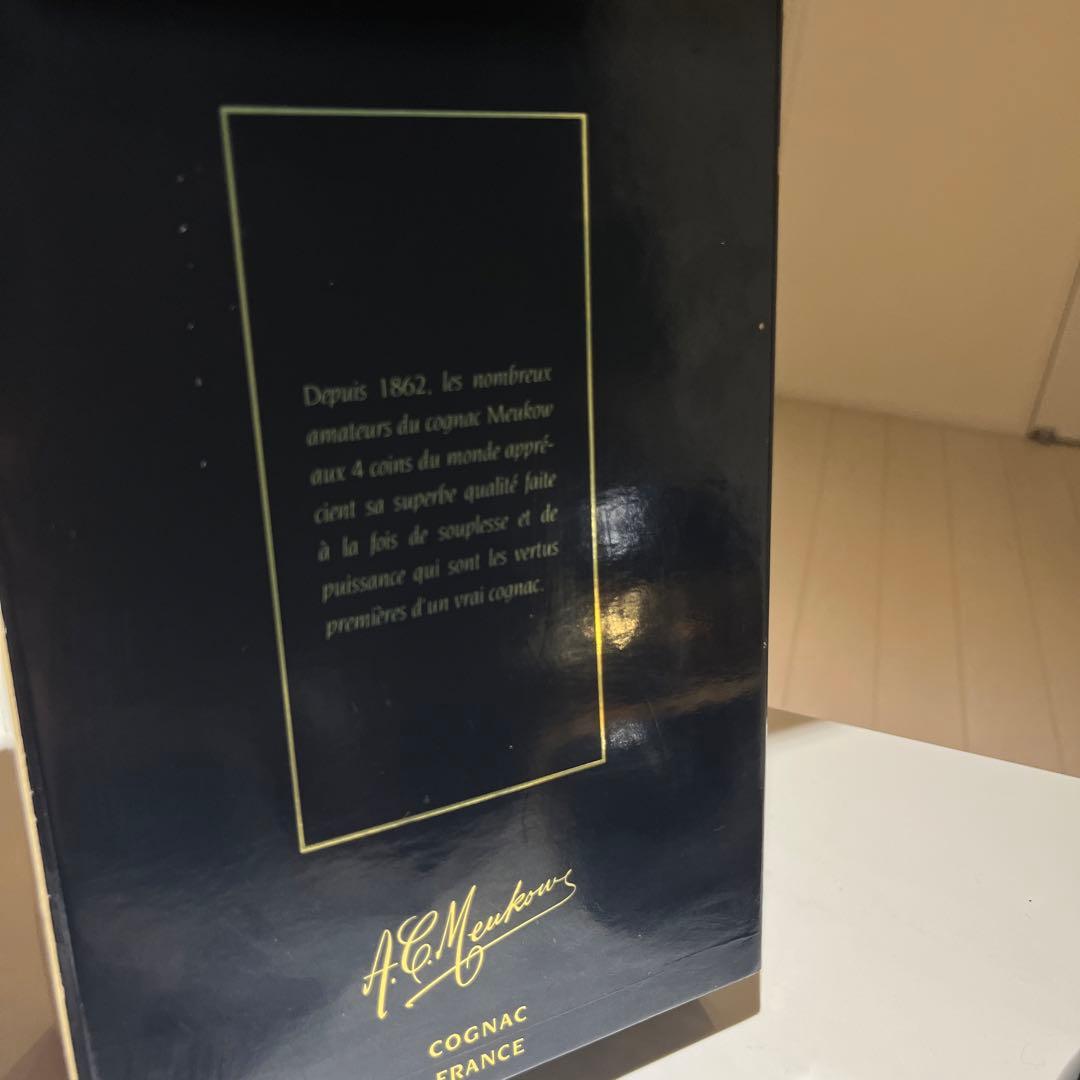 Depuis 1862, les nombreux
amateurs du cognac Meukow
aux 4 coins du monde appré-
cient sa superbe qualité faite
à la fois de souplesse et de
puissance qui sont les vertus
premières d'un vrai cognac.
A.C. Meukow
COGNAC
FRANCE